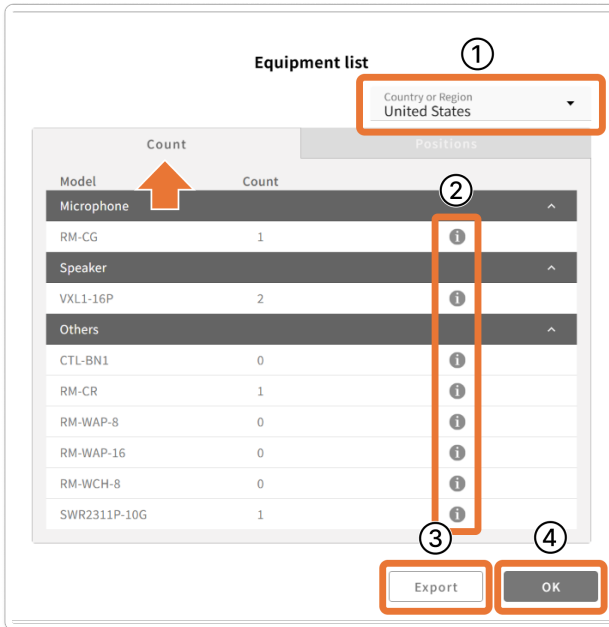 Equipment list
①
Country or Region
United States
Count
Positions
Model Count
②
Microphone
RM-CG 1
Speaker
VXL1-16P 2
Others
CTL-BN1 0
RM-CR 1
RM-WAP-8 0
RM-WAP-16 0
RM-WCH-8 0
SWR2311P-10G 1
③
④
Export
OK